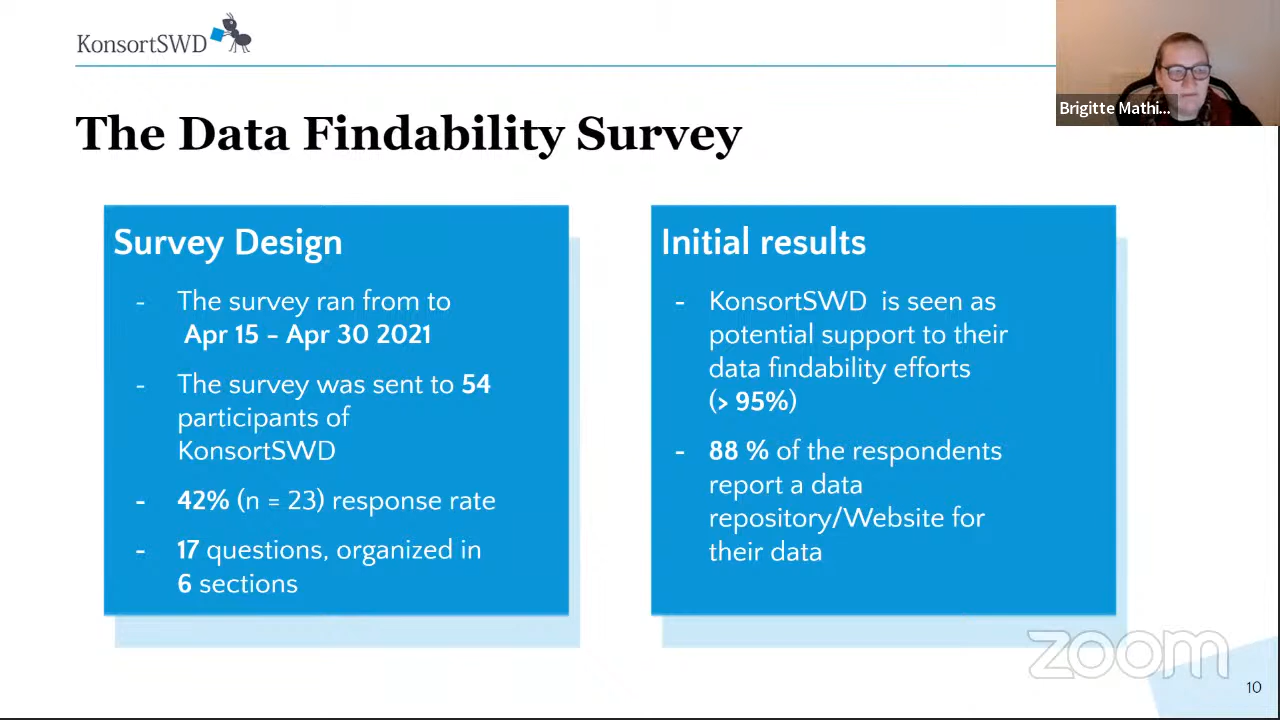 KonsortSWD
Brigitte Mathi...
The Data Findability Survey
Survey Design
- The survey ran from to
Apr 15 - Apr 30 2021
- The survey was sent to 54
participants of
KonsortSWD
- 42% (n = 23) response rate
- 17 questions, organized in
6 sections
Initial results
- KonsortSWD is seen as
potential support to their
data findability efforts
(> 95%)
- 88 % of the respondents
report a data
repository/Website for
their data
zoom
10